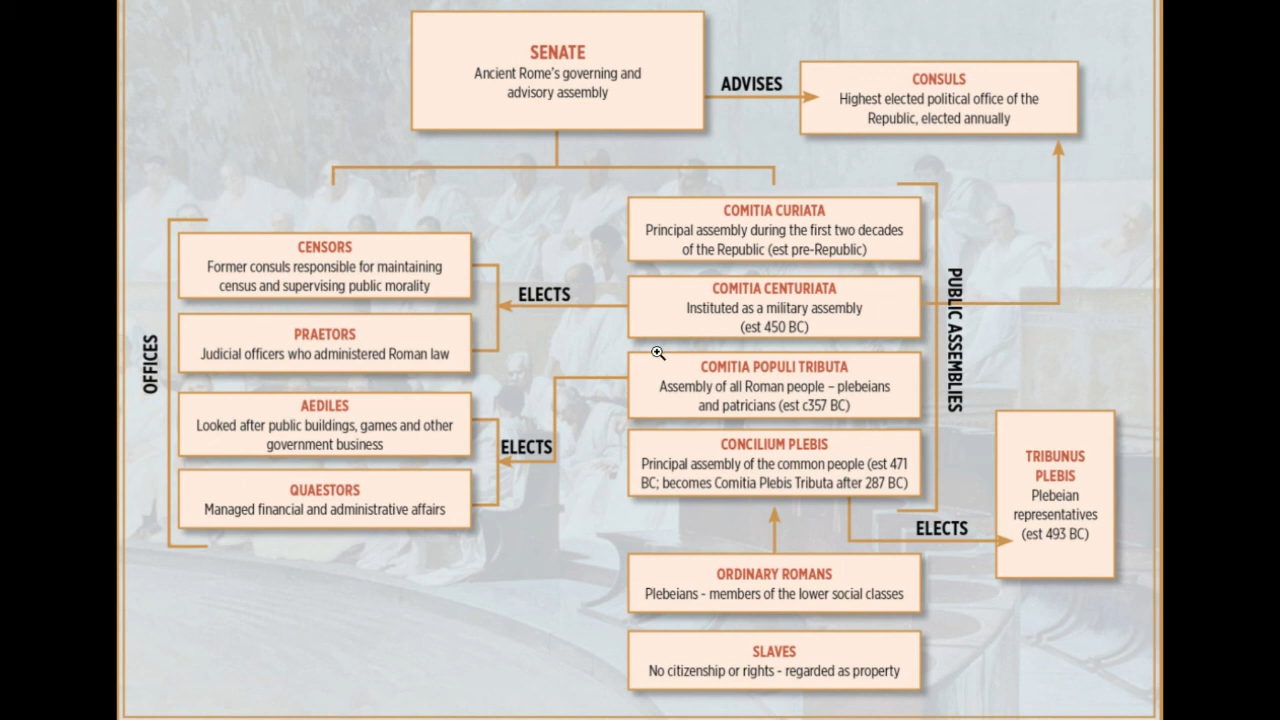 SENATE
Ancient Rome's governing and
advisory assembly
ADVISES
CONSULS
Highest elected political office of the
Republic, elected annually
OFFICES
CENSORS
Former consuls responsible for maintaining
census and supervising public morality
PRAETORS
Judicial officers who administered Roman law
AEDILES
Looked after public buildings, games and other
government business
QUAESTORS
Managed financial and administrative affairs
ELECTS
ELECTS
COMITIA CURIATA
Principal assembly during the first two decades
of the Republic (est pre-Republic)
COMITIA CENTURIATA
Instituted as a military assembly
(est 450 BC)
COMITIA POPULI TRIBUTA
Assembly of all Roman people – plebeians
and patricians (est c357 BC)
CONCILIUM PLEBIS
Principal assembly of the common people (est 471
BC; becomes Comitia Plebis Tributa after 287 BC)
PUBLIC ASSEMBLIES
ELECTS
TRIBUNUS
PLEBIS
Plebeian
representatives
(est 493 BC)
ORDINARY ROMANS
Plebeians - members of the lower social classes
SLAVES
No citizenship or rights - regarded as property